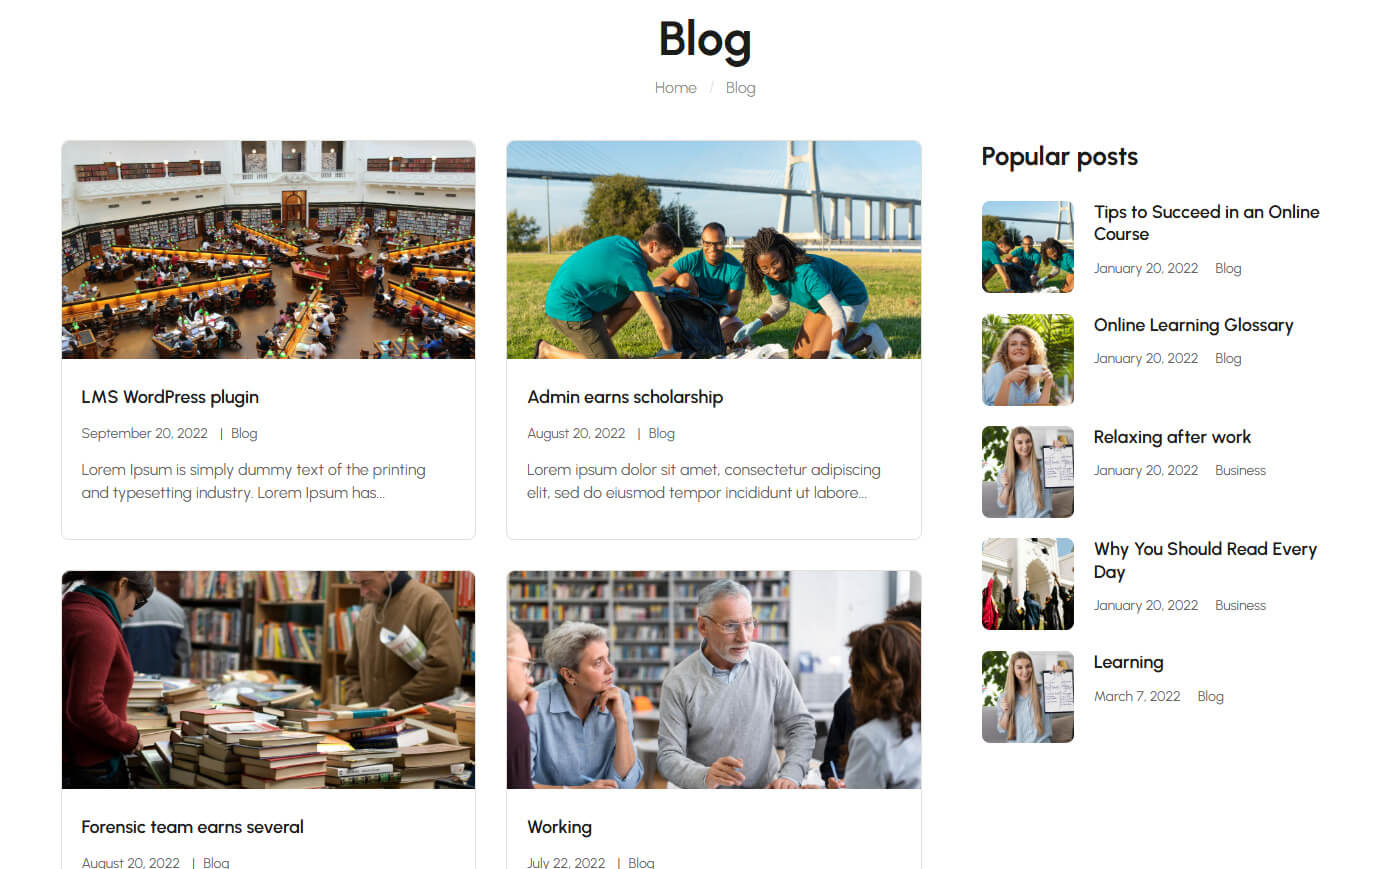 Blog
Home / Blog
LMS WordPress plugin
September 20, 2022 | Blog
Lorem Ipsum is simply dummy text of the printing
and typesetting industry. Lorem Ipsum has...
Admin earns scholarship
August 20, 2022 | Blog
Lorem ipsum dolor sit amet, consectetur adipiscing
elit, sed do eiusmod tempor incididunt ut labore...
Forensic team earns several
August 20, 2022 | Blog
Working
July 22, 2022 | Blog
Popular posts
Tips to Succeed in an Online
Course
January 20, 2022 Blog
Online Learning Glossary
January 20, 2022 Blog
Relaxing after work
January 20, 2022 Business
Why You Should Read Every
Day
January 20, 2022 Business
Learning
March 7, 2022 Blog